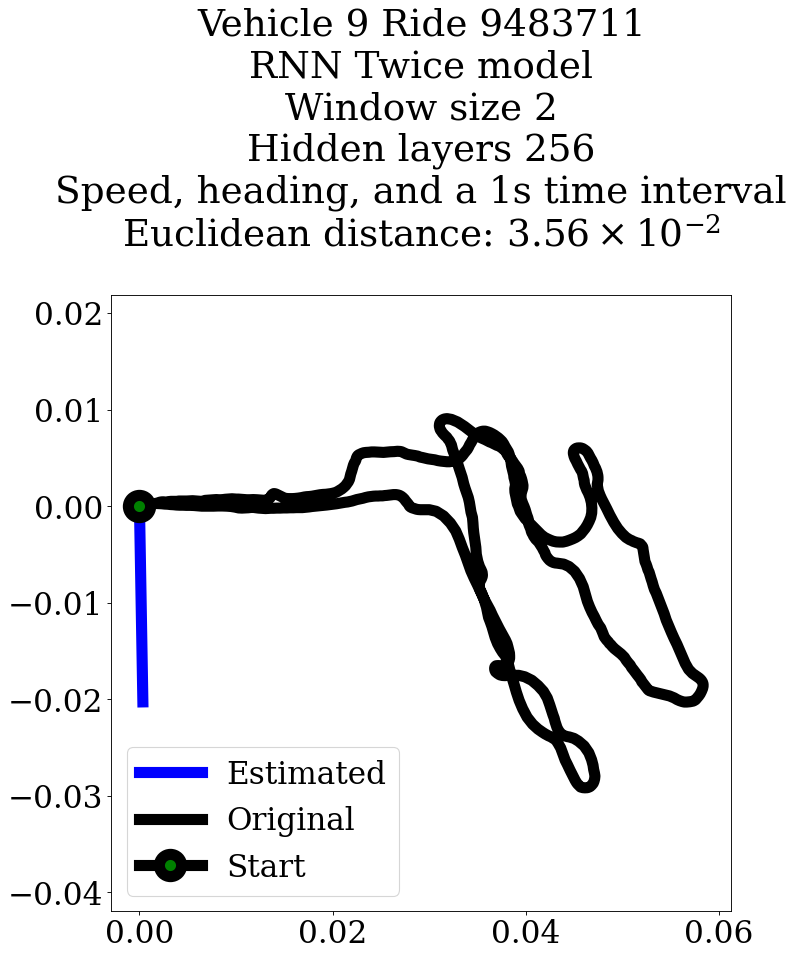 Vehicle 9 Ride 9483711
RNN Twice model
Window size 2
Hidden layers 256
Speed, heading, and a 1s time interval
Euclidean distance: 3.56 × 10⁻²
0.02
0.01
0.00
−0.01
−0.02
−0.03
−0.04
Estimated
Original
Start
0.00 0.02 0.04 0.06